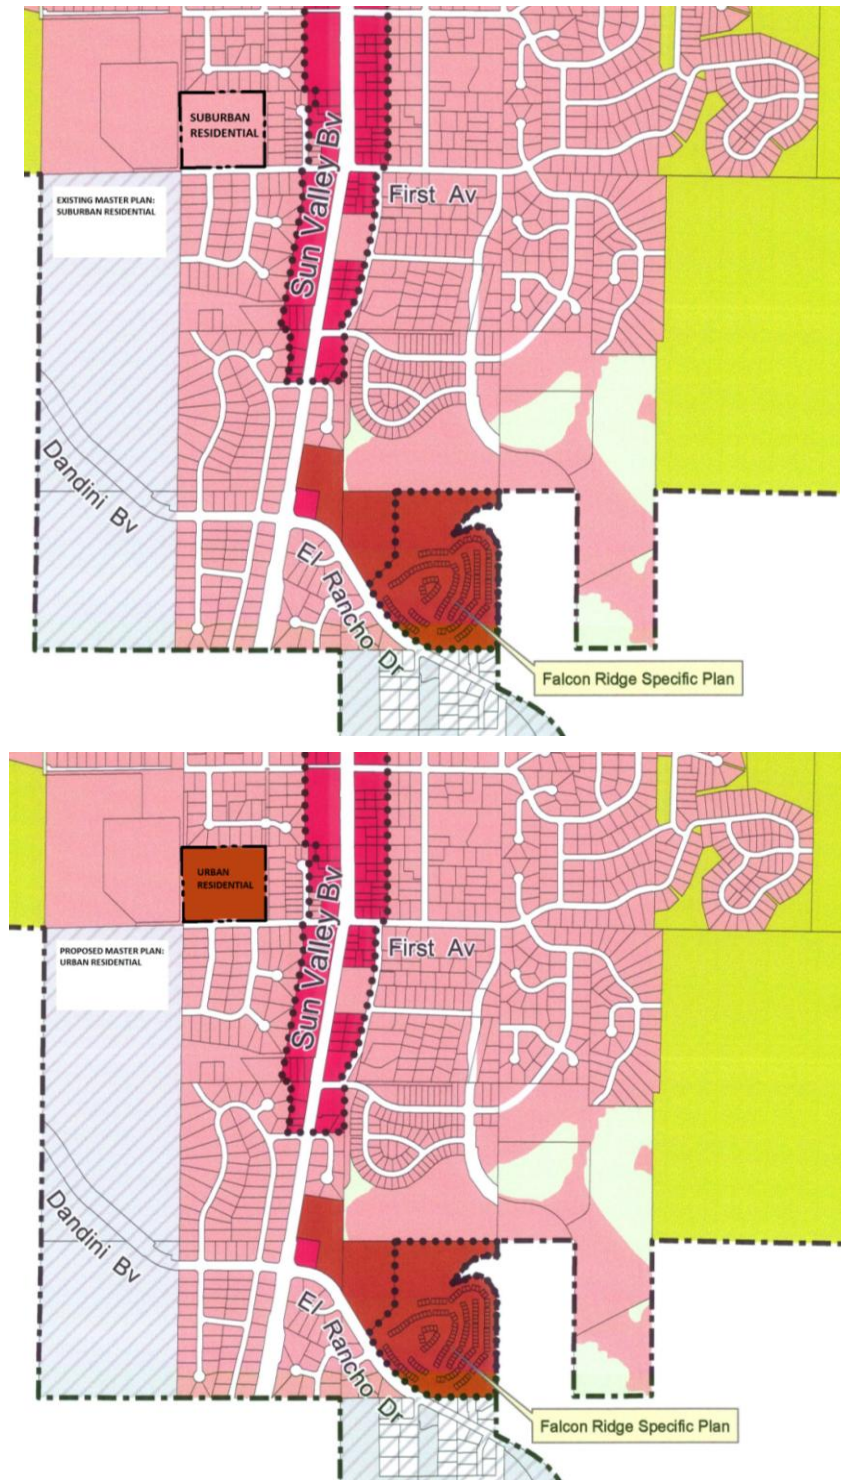 SUBURBAN
RESIDENTIAL
EXISTING MASTER PLAN:
SUBURBAN RESIDENTIAL
Sun Valley Bv
First Av
Dandini Bv
El Rancho Dr
Falcon Ridge Specific Plan
URBAN
RESIDENTIAL
PROPOSED MASTER PLAN:
URBAN RESIDENTIAL
Sun Valley Bv
First Av
Dandini Bv
El Rancho Dr
Falcon Ridge Specific Plan